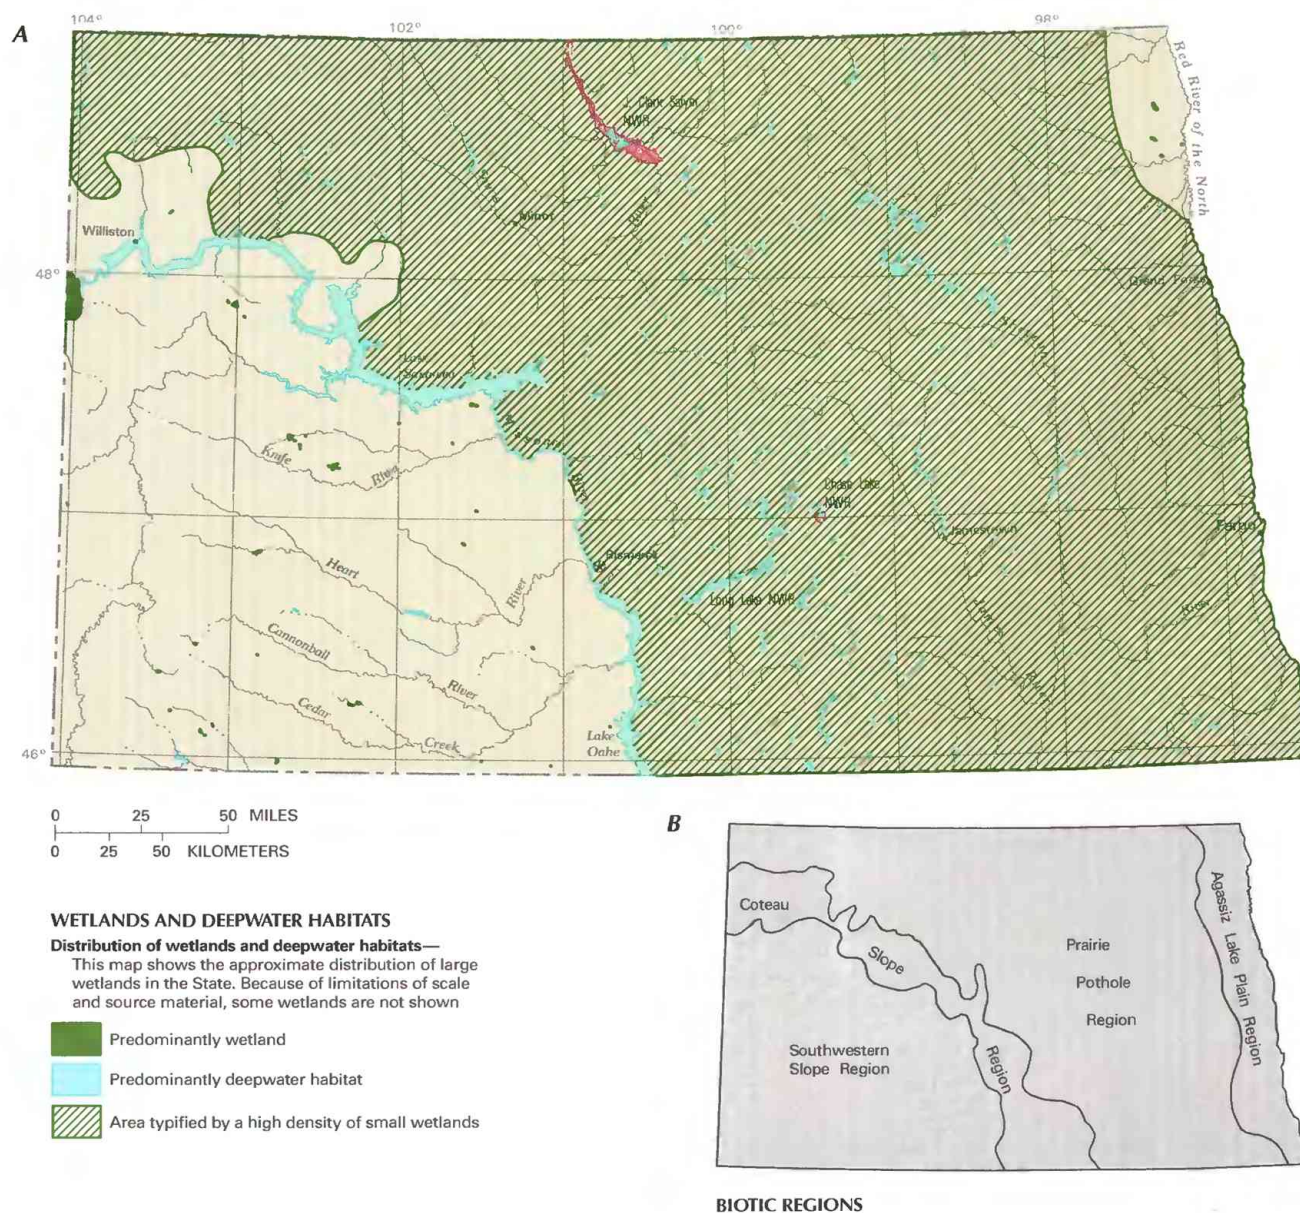 A
104°
102°
100°
98°
Red River of the North
J. Clark Salyer
NWR
Souris
River
Minot
Williston
48°
Grand Forks
Lake
Sakakawea
Missouri
River
Knife
River
Chase Lake
NWR
Jamestown
Fargo
Bismarck
Heart
River
Long Lake NWR
James
River
River
Cannonball
River
Cedar
Creek
Lake
Oahe
46°
0 25 50 MILES
0 25 50 KILOMETERS
WETLANDS AND DEEPWATER HABITATS
Distribution of wetlands and deepwater habitats—
This map shows the approximate distribution of large
wetlands in the State. Because of limitations of scale
and source material, some wetlands are not shown
Predominantly wetland
Predominantly deepwater habitat
Area typified by a high density of small wetlands
B
Coteau
Slope
Region
Prairie
Pothole
Region
Agassiz Lake Plain Region
Southwestern
Slope Region
BIOTIC REGIONS